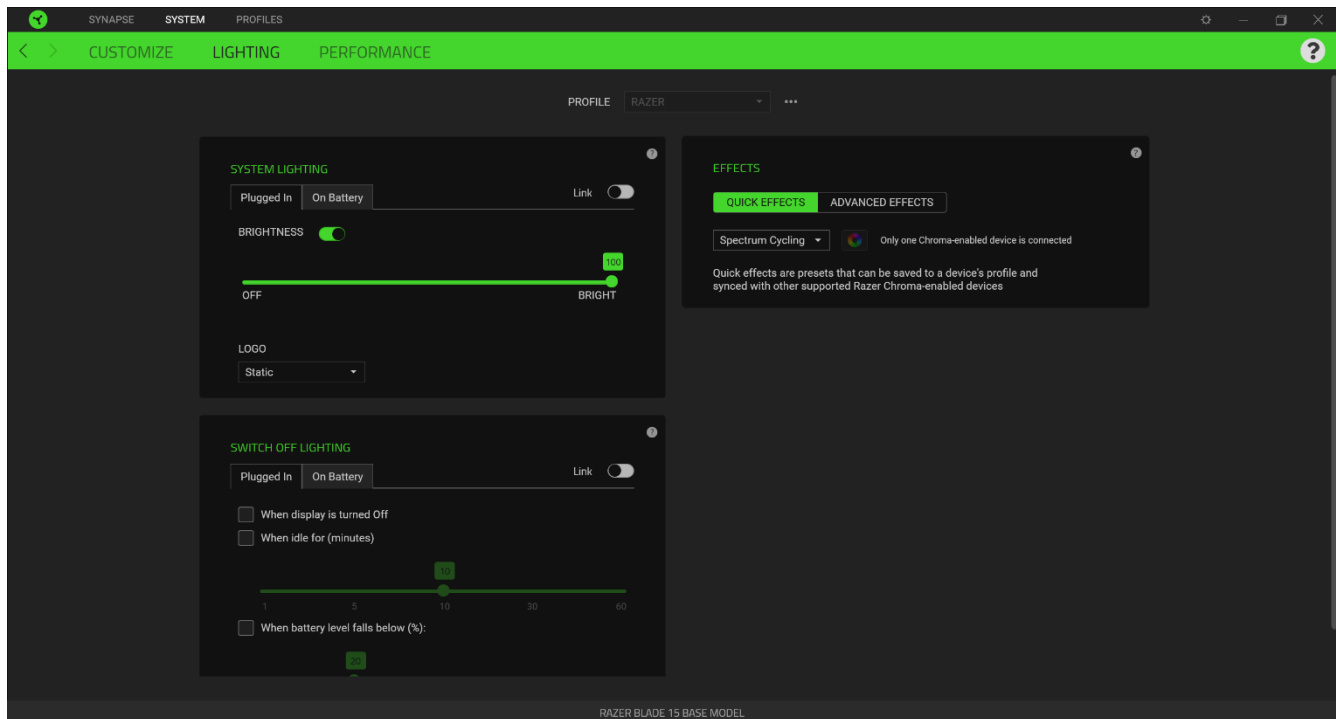 SYNAPSE SYSTEM PROFILES
CUSTOMIZE LIGHTING PERFORMANCE ?
PROFILE RAZER
SYSTEM LIGHTING ?
Plugged In On Battery Link
BRIGHTNESS
100
OFF BRIGHT
LOGO
Static
EFFECTS ?
QUICK EFFECTS ADVANCED EFFECTS
Spectrum Cycling Only one Chroma-enabled device is connected
Quick effects are presets that can be saved to a device's profile and
synced with other supported Razer Chroma-enabled devices
SWITCH OFF LIGHTING ?
Plugged In On Battery Link
When display is turned Off
When idle for (minutes)
10
1 5 10 30 60
When battery level falls below (%):
20
RAZER BLADE 15 BASE MODEL